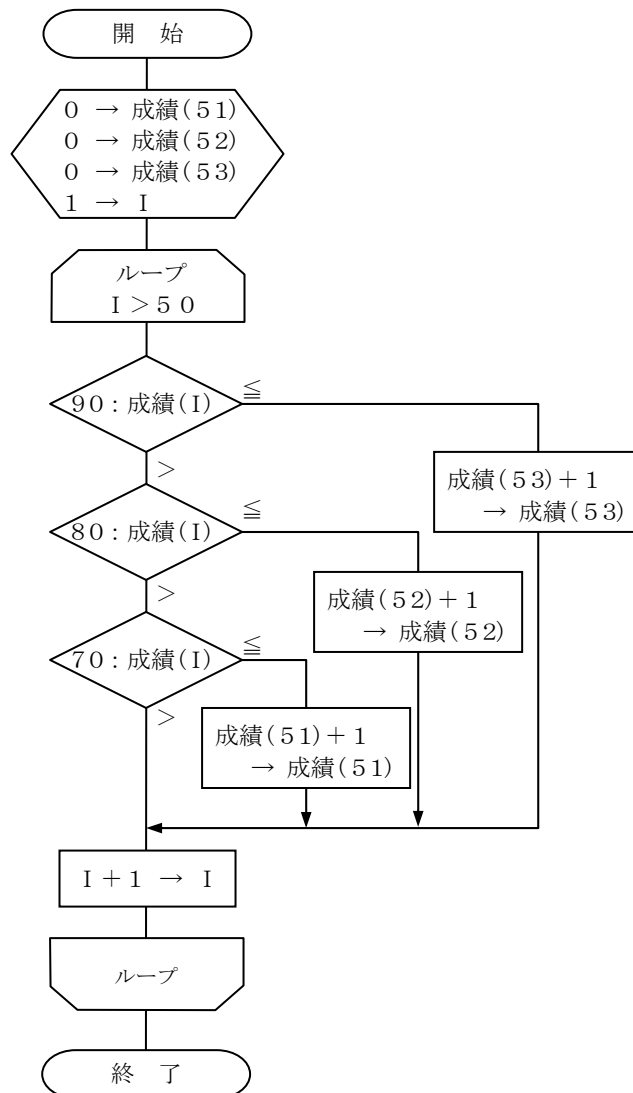 開　始
０ → 成績(５１)
０ → 成績(５２)
０ → 成績(５３)
１ → Ｉ
ループ
Ｉ＞５０
９０：成績(Ｉ)
≦
＞
成績(５３)＋１
→ 成績(５３)
８０：成績(Ｉ)
≦
＞
成績(５２)＋１
→ 成績(５２)
７０：成績(Ｉ)
≦
＞
成績(５１)＋１
→ 成績(５１)
Ｉ＋１ → Ｉ
ループ
終　了